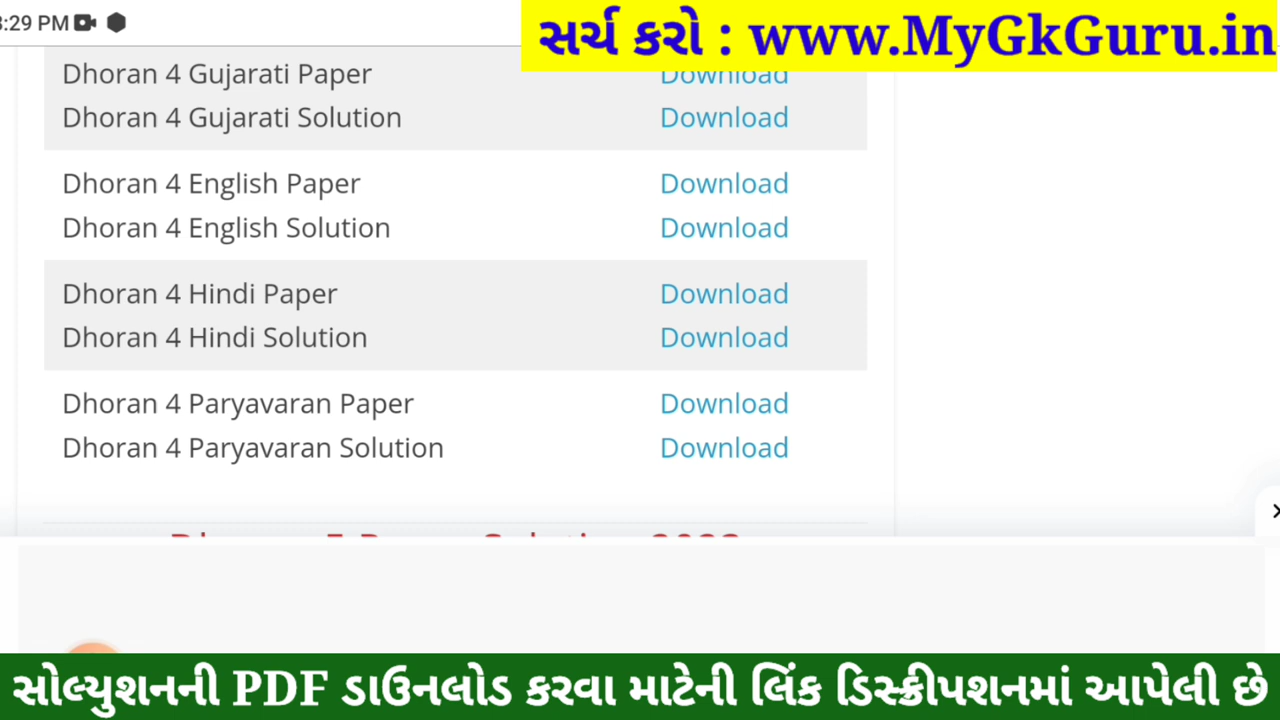 :29 PM
સર્ચ કરો : www.MyGkGuru.in
Dhoran 4 Gujarati Paper Download
Dhoran 4 Gujarati Solution Download
Dhoran 4 English Paper Download
Dhoran 4 English Solution Download
Dhoran 4 Hindi Paper Download
Dhoran 4 Hindi Solution Download
Dhoran 4 Paryavaran Paper Download
Dhoran 4 Paryavaran Solution Download
સોલ્યુશનની PDF ડાઉનલોડ કરવા માટેની લિંક ડિસ્ક્રીપશનમાં આપેલી છે